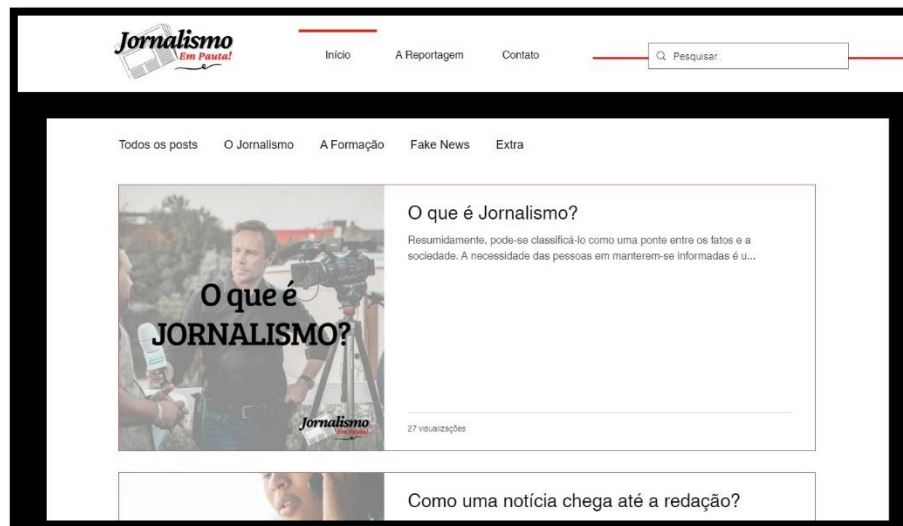 Jornalismo
Em Pauta!
Início
A Reportagem
Contato
Pesquisar..
Todos os posts
O Jornalismo
A Formação
Fake News
Extra
O que é
JORNALISMO?
Jornalismo
Em Pauta!
O que é Jornalismo?
Resumidamente, pode-se classificá-lo como uma ponte entre os fatos e a
sociedade. A necessidade das pessoas em manterem-se informadas é u...
27 visualizações
Como uma notícia chega até a redação?